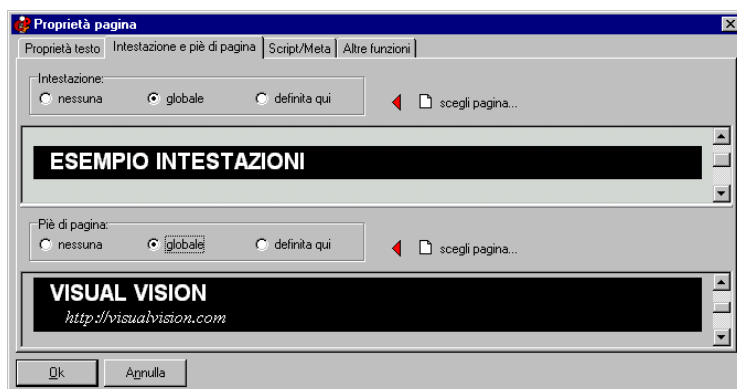 Proprietà pagina
Proprietà testo Intestazione e piè di pagina Script/Meta Altre funzioni
Intestazione:
nessuna globale definita qui scegli pagina...
ESEMPIO INTESTAZIONI
Piè di pagina:
nessuna globale definita qui scegli pagina...
VISUAL VISION
http://visualvision.com
Ok Annulla